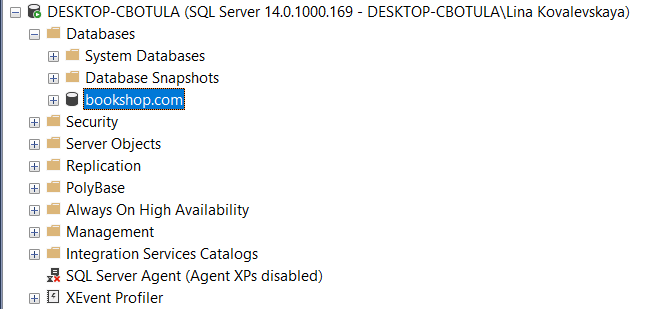 DESKTOP-CBOTULA (SQL Server 14.0.1000.169 - DESKTOP-CBOTULA\Lina Kovalevskaya)
Databases
System Databases
Database Snapshots
bookshop.com
Security
Server Objects
Replication
PolyBase
Always On High Availability
Management
Integration Services Catalogs
SQL Server Agent (Agent XPs disabled)
XEvent Profiler